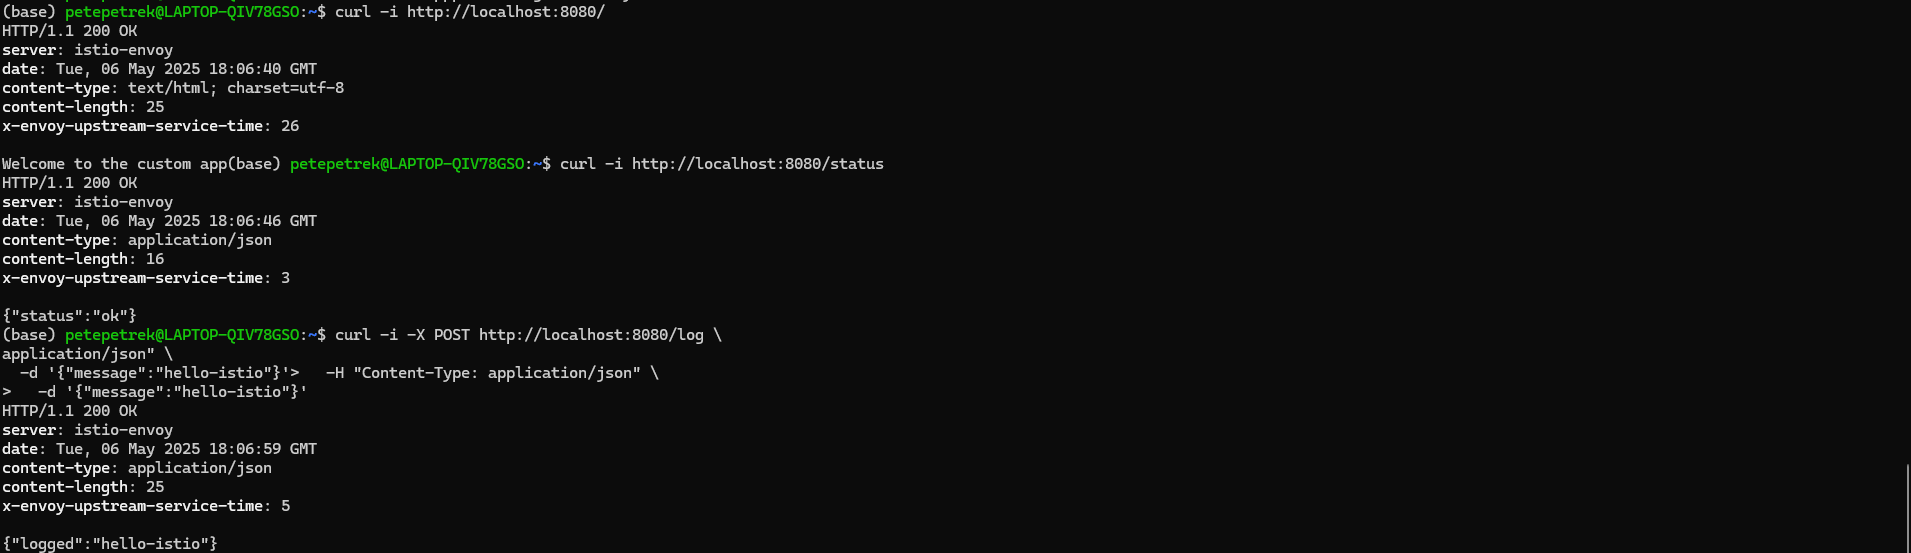 (base) petepetrek@LAPTOP-QIV78GSO:~$ curl -i http://localhost:8080/
HTTP/1.1 200 OK
server: istio-envoy
date: Tue, 06 May 2025 18:06:40 GMT
content-type: text/html; charset=utf-8
content-length: 25
x-envoy-upstream-service-time: 26

Welcome to the custom app(base) petepetrek@LAPTOP-QIV78GSO:~$ curl -i http://localhost:8080/status
HTTP/1.1 200 OK
server: istio-envoy
date: Tue, 06 May 2025 18:06:46 GMT
content-type: application/json
content-length: 16
x-envoy-upstream-service-time: 3

{"status":"ok"}
(base) petepetrek@LAPTOP-QIV78GSO:~$ curl -i -X POST http://localhost:8080/log \
application/json" \
  -d '{"message":"hello-istio"}'>   -H "Content-Type: application/json" \
>   -d '{"message":"hello-istio"}'
HTTP/1.1 200 OK
server: istio-envoy
date: Tue, 06 May 2025 18:06:59 GMT
content-type: application/json
content-length: 25
x-envoy-upstream-service-time: 5

{"logged":"hello-istio"}